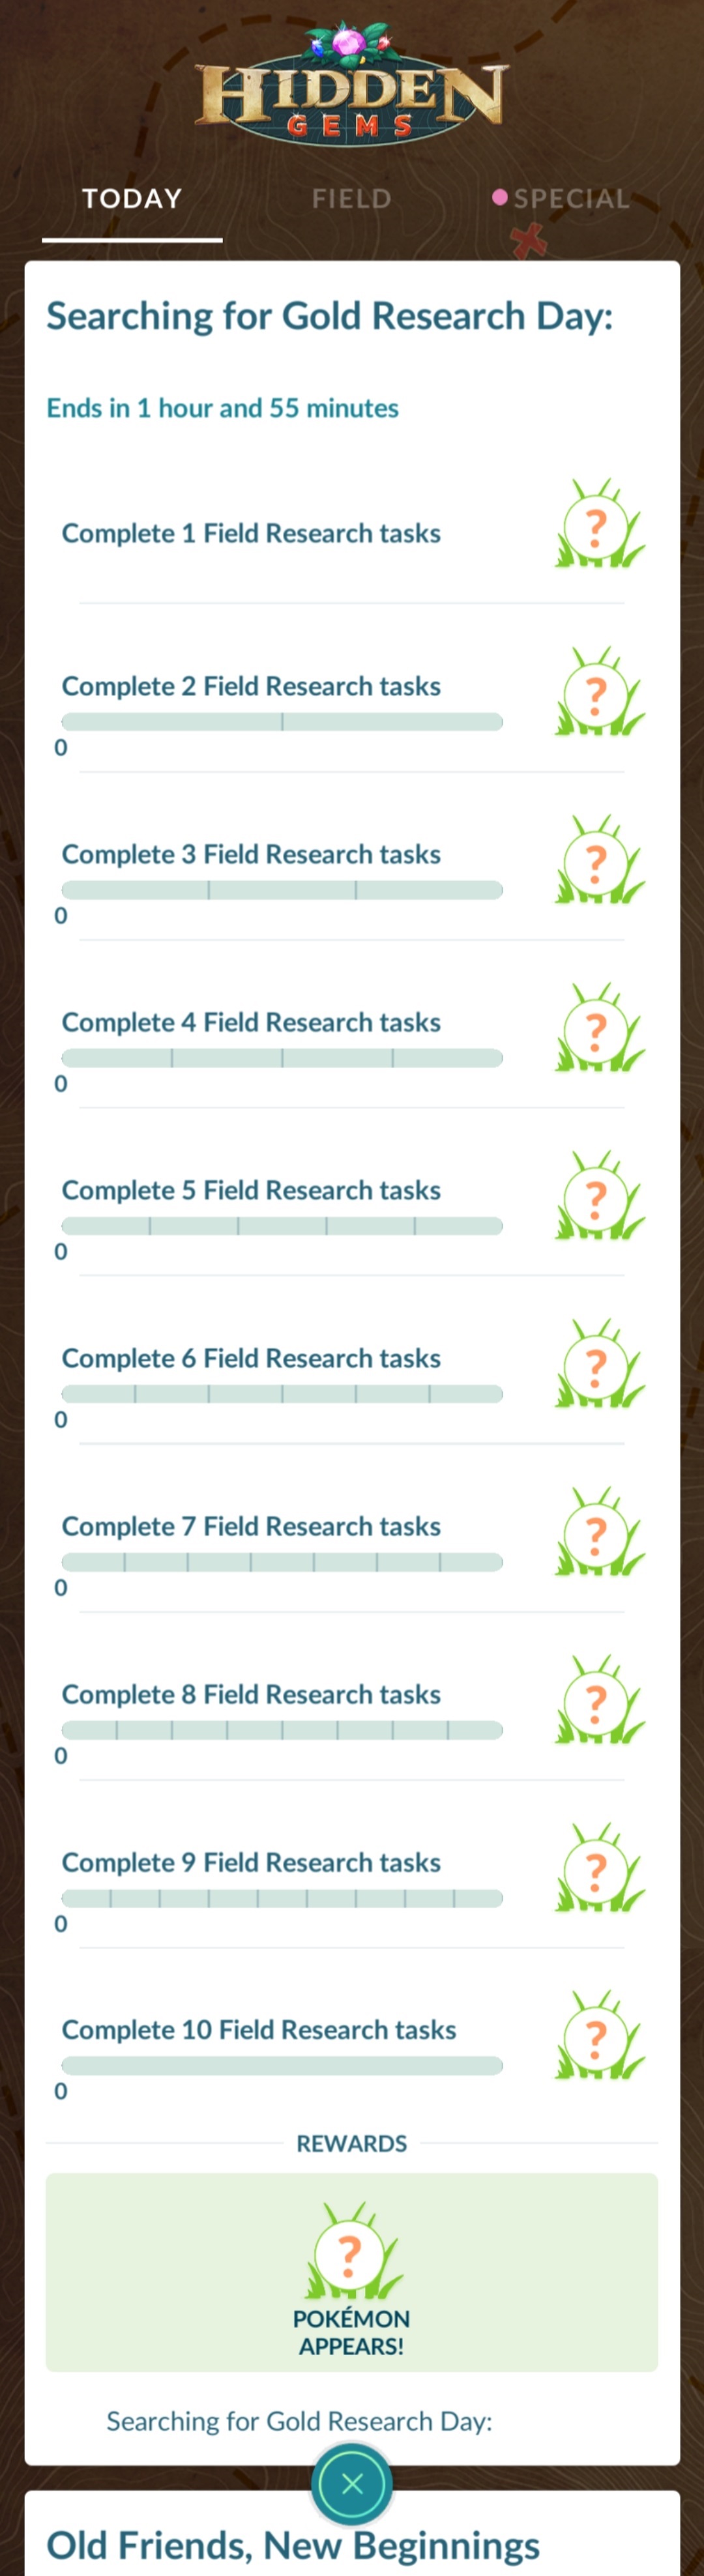 HIDDEN
GEMS
TODAY FIELD SPECIAL
Searching for Gold Research Day:
Ends in 1 hour and 55 minutes
Complete 1 Field Research tasks
?
Complete 2 Field Research tasks
?
0
Complete 3 Field Research tasks
?
0
Complete 4 Field Research tasks
?
0
Complete 5 Field Research tasks
?
0
Complete 6 Field Research tasks
?
0
Complete 7 Field Research tasks
?
0
Complete 8 Field Research tasks
?
0
Complete 9 Field Research tasks
?
0
Complete 10 Field Research tasks
?
0
REWARDS
?
POKÉMON
APPEARS!
Searching for Gold Research Day:
Old Friends, New Beginnings